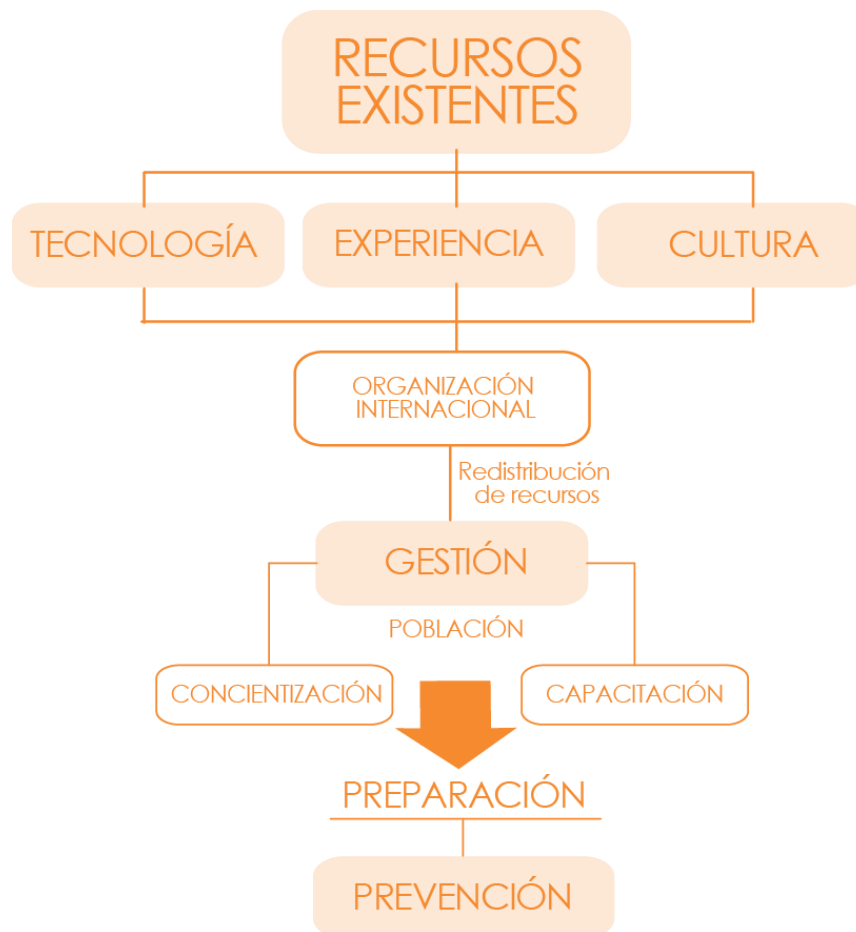 RECURSOS
EXISTENTES
TECNOLOGÍA
EXPERIENCIA
CULTURA
ORGANIZACIÓN
INTERNACIONAL
Redistribución
de recursos
GESTIÓN
POBLACIÓN
CONCIENTIZACIÓN
CAPACITACIÓN
PREPARACIÓN
PREVENCIÓN